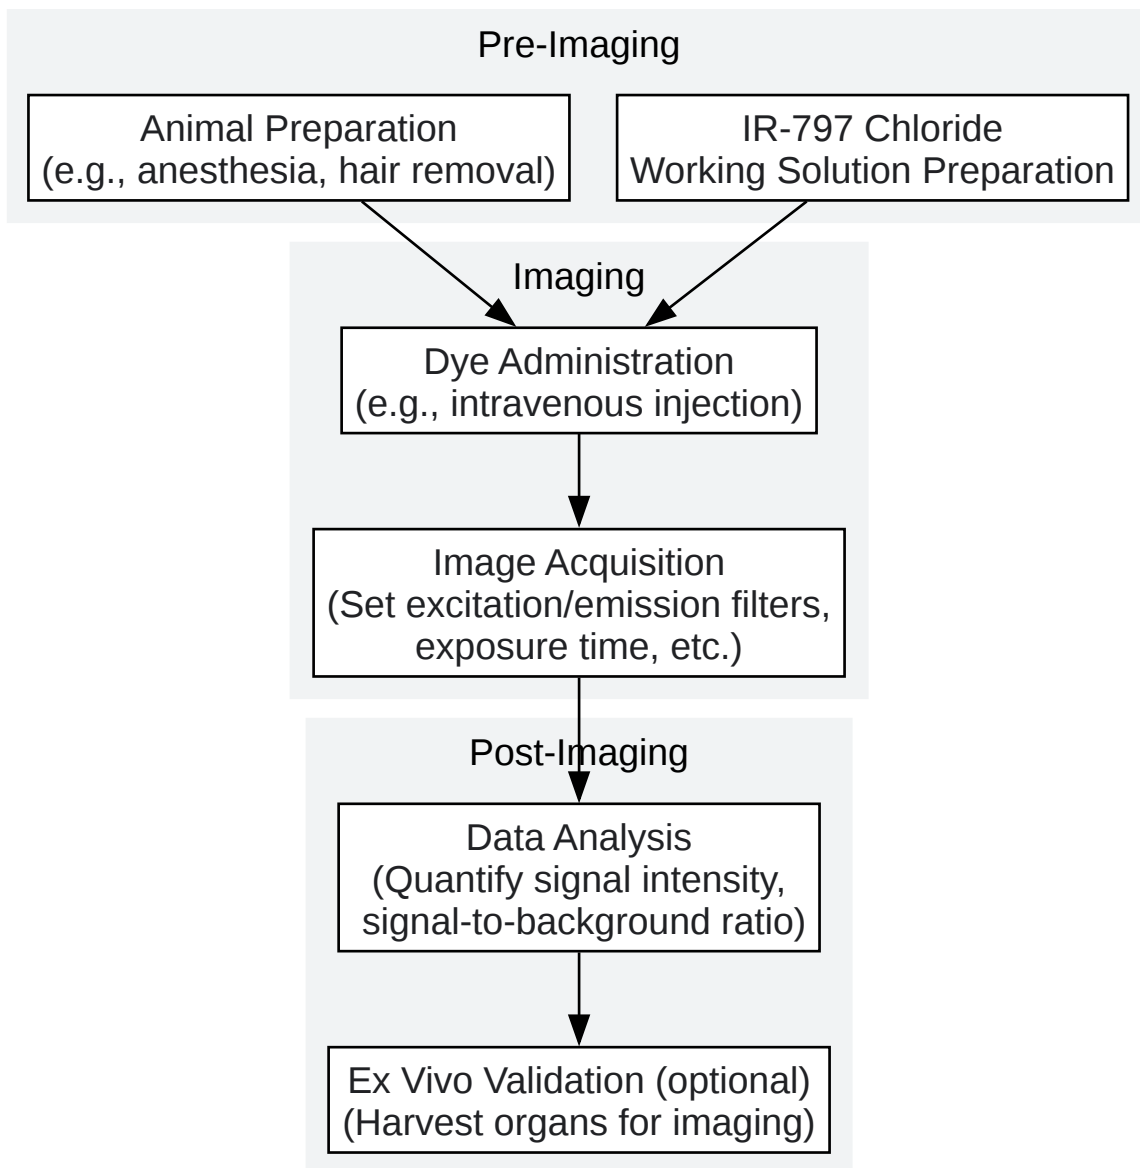 Pre-Imaging
Animal Preparation
(e.g., anesthesia, hair removal)
IR-797 Chloride
Working Solution Preparation
Imaging
Dye Administration
(e.g., intravenous injection)
Image Acquisition
(Set excitation/emission filters,
exposure time, etc.)
Post-Imaging
Data Analysis
(Quantify signal intensity,
signal-to-background ratio)
Ex Vivo Validation (optional)
(Harvest organs for imaging)